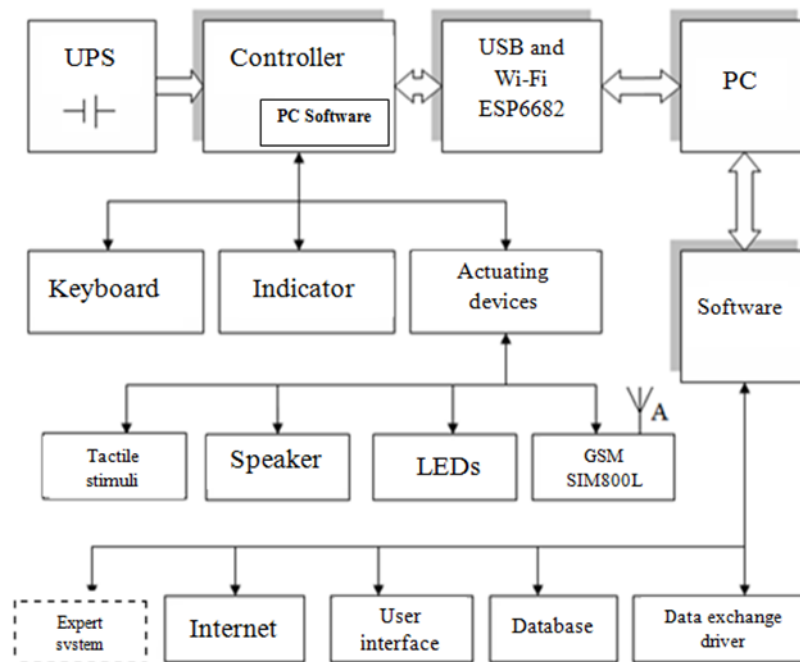 UPS
Controller
PC Software
USB and
Wi-Fi
ESP6682
PC
Keyboard
Indicator
Actuating
devices
Software
Tactile
stimuli
Speaker
LEDs
GSM
SIM800L
A
Expert
system
Internet
User
interface
Database
Data exchange
driver